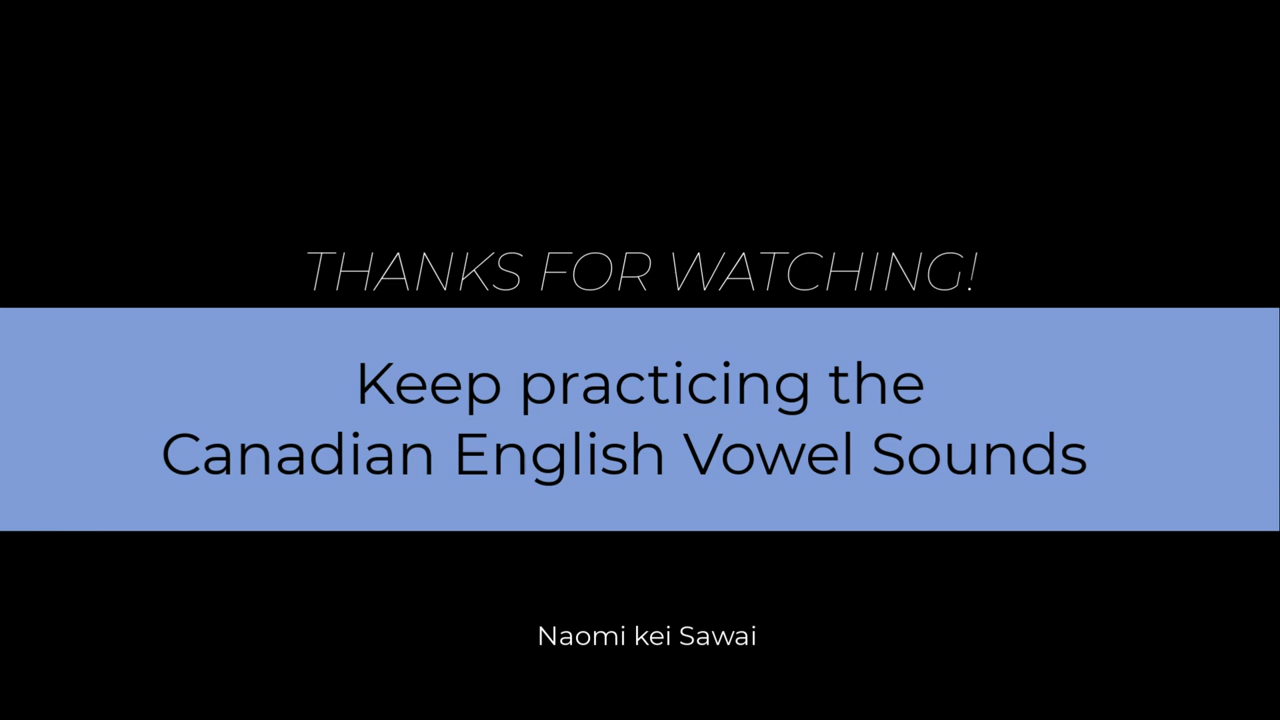 THANKS FOR WATCHING!
Keep practicing the
Canadian English Vowel Sounds
Naomi kei Sawai